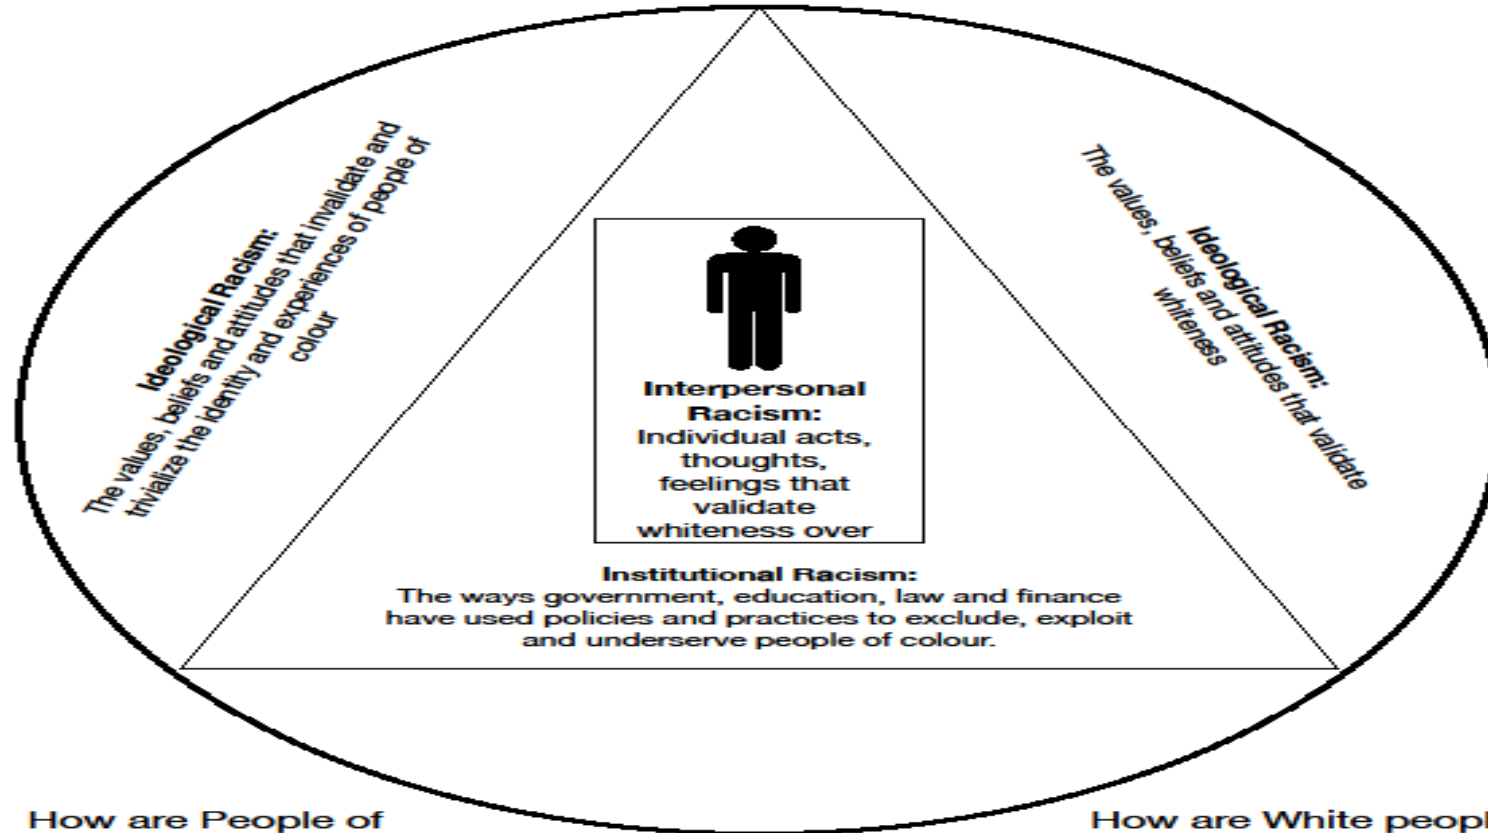 Ideological Racism:
The values, beliefs and attitudes that invalidate and
trivialize the identity and experiences of people of
colour
Ideological Racism:
The values, beliefs and attitudes that validate
whiteness
Interpersonal
Racism:
Individual acts,
thoughts,
feelings that
validate
whiteness over
Institutional Racism:
The ways government, education, law and finance
have used policies and practices to exclude, exploit
and underserve people of colour.
How are People of
How are White peopl